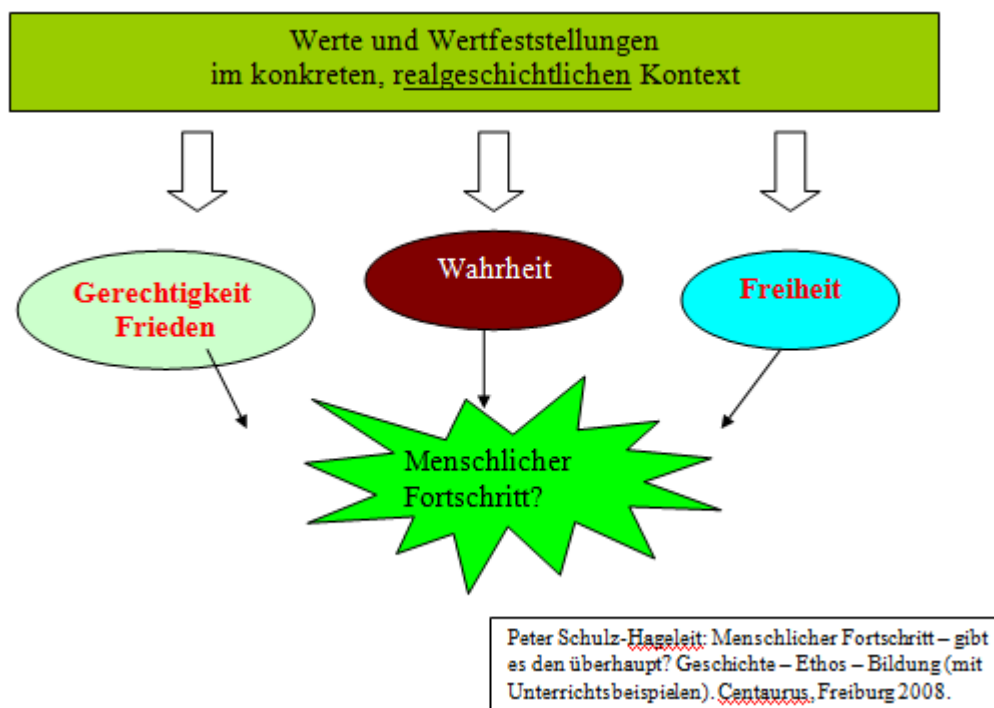 Werte und Wertfeststellungen
im konkreten, realgeschichtlichen Kontext
Gerechtigkeit
Frieden
Wahrheit
Freiheit
Menschlicher
Fortschritt?
Peter Schulz-Hageleit: Menschlicher Fortschritt – gibt
es den überhaupt? Geschichte – Ethos – Bildung (mit
Unterrichtsbeispielen). Centaurus, Freiburg 2008.